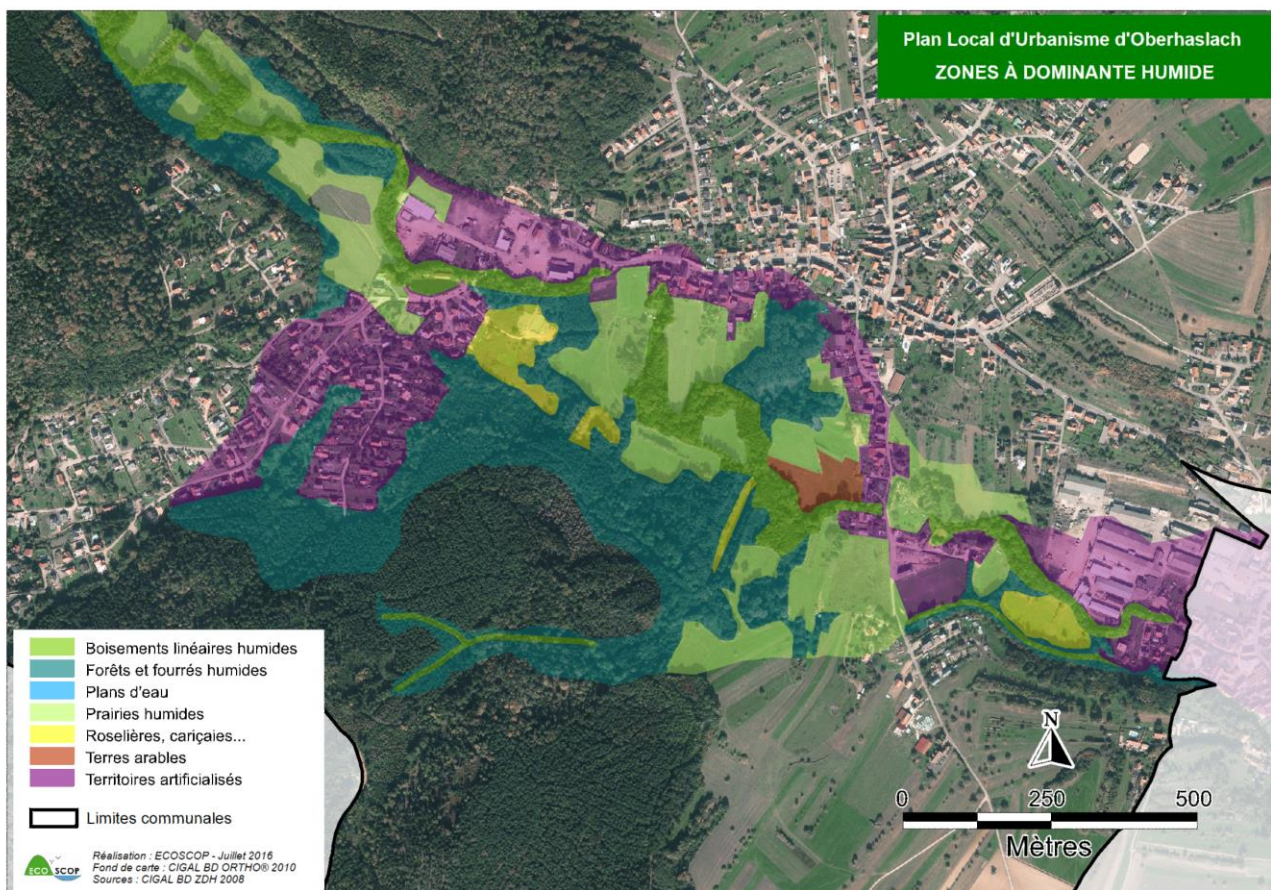 Plan Local d'Urbanisme d'Oberhaslach
ZONES À DOMINANTE HUMIDE
Boisements linéaires humides
Forêts et fourrés humides
Plans d'eau
Prairies humides
Roselières, cariçaies...
Terres arables
Territoires artificialisés
Limites communales
ECO SCOP
Réalisation : ECOSCOP - Juillet 2016
Fond de carte : CIGAL BD ORTHO® 2010
Sources : CIGAL BD ZDH 2008
N
0 250 500
Mètres